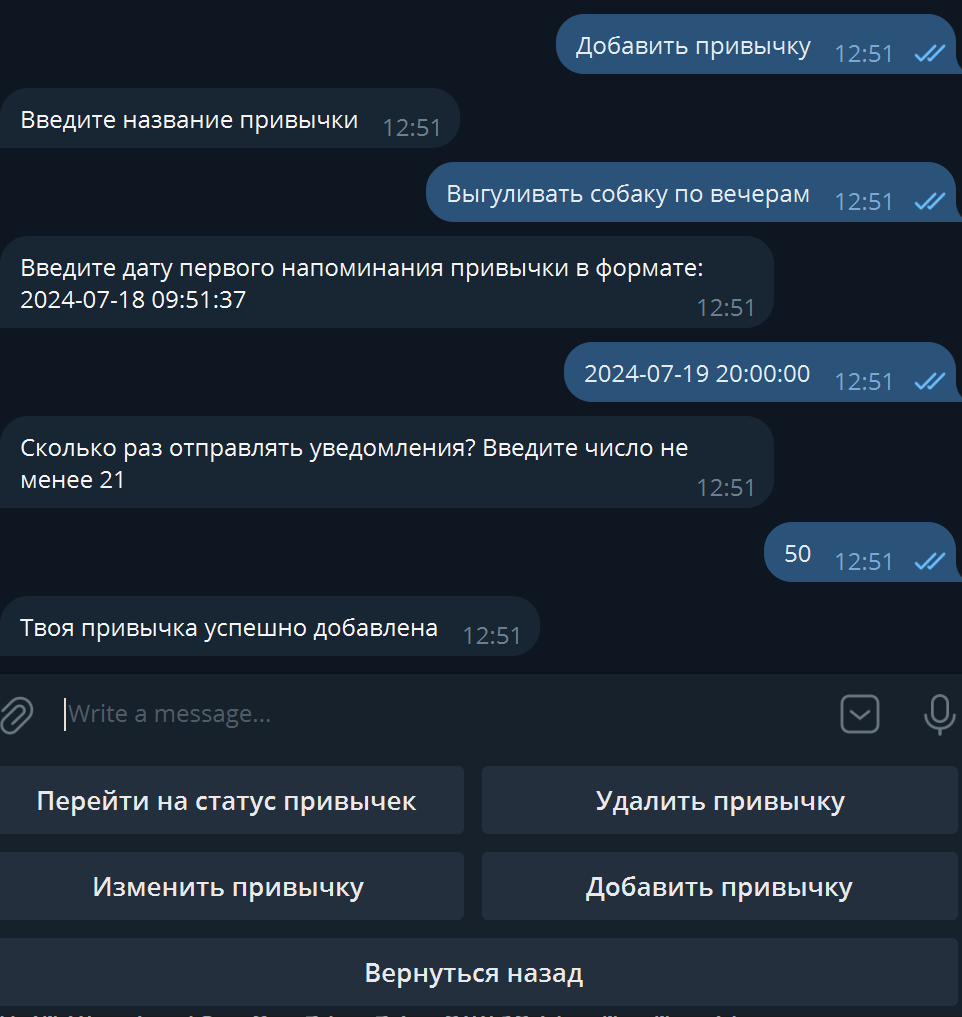 Добавить привычку 12:51
Введите название привычки 12:51
Выгуливать собаку по вечерам 12:51
Введите дату первого напоминания привычки в формате:
2024-07-18 09:51:37 12:51
2024-07-19 20:00:00 12:51
Сколько раз отправлять уведомления? Введите число не
менее 21 12:51
50 12:51
Твоя привычка успешно добавлена 12:51
Write a message...
Перейти на статус привычек Удалить привычку
Изменить привычку Добавить привычку
Вернуться назад